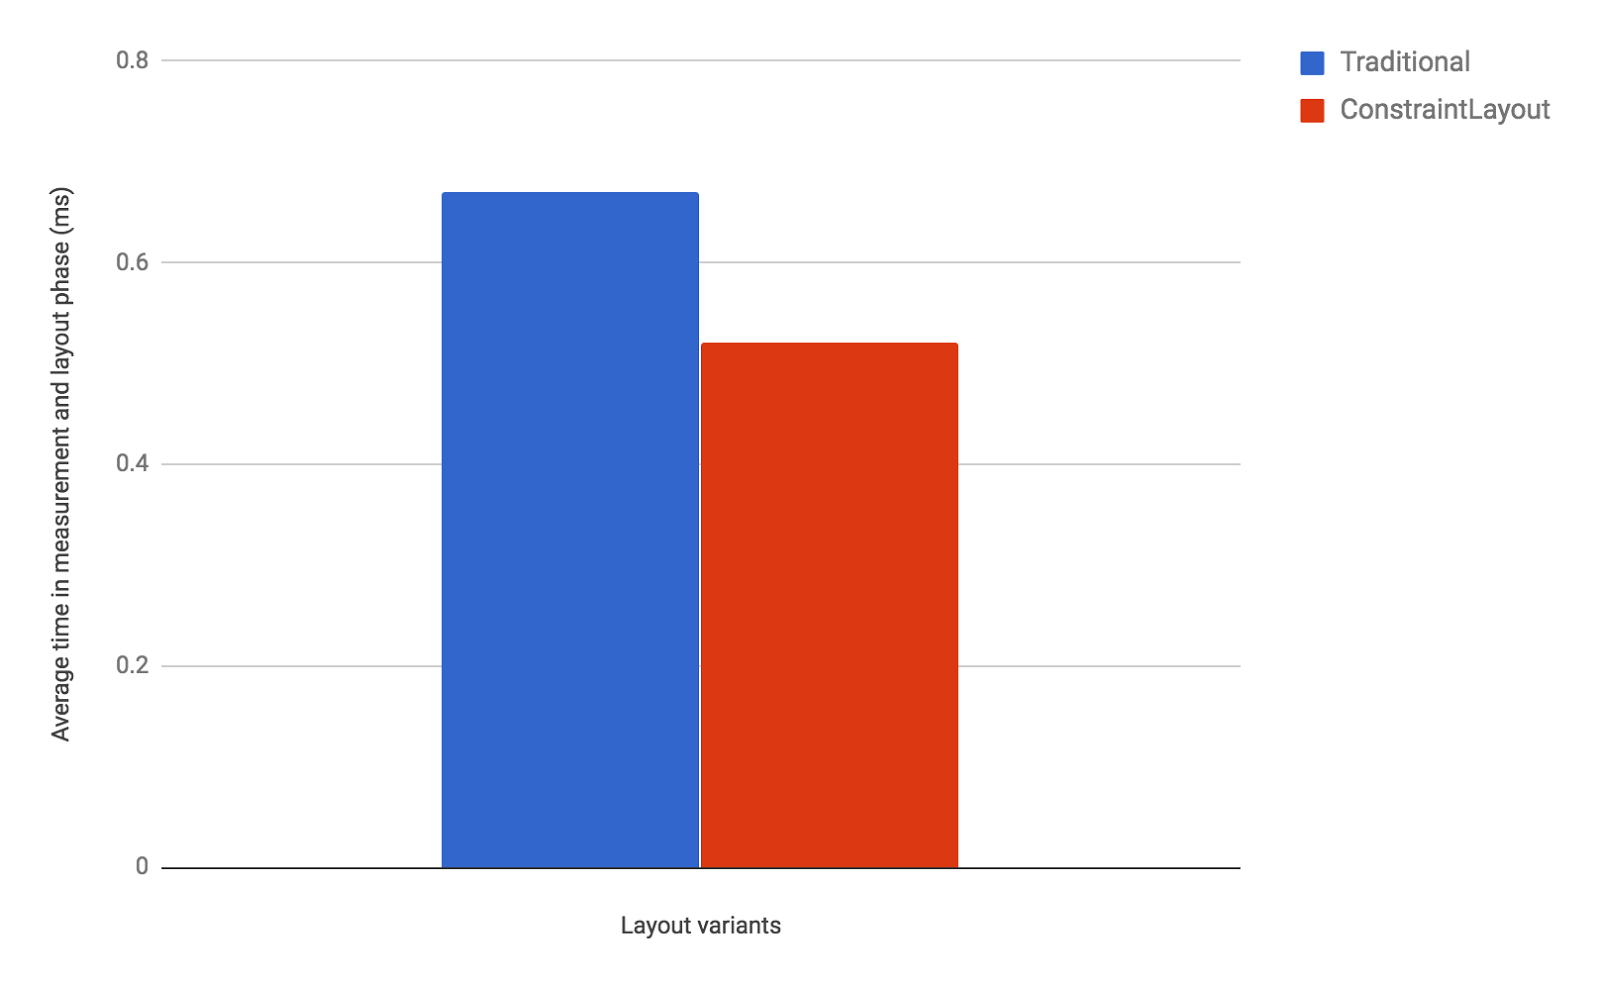 0.8
0.6
0.4
0.2
0
Average time in measurement and layout phase (ms)
Layout variants
Traditional
ConstraintLayout